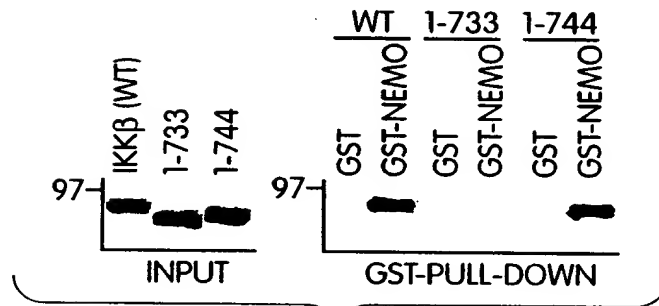 WT 1-733 1-744
IKKβ (WT)
1-733
1-744
GST
GST-NEMO
GST
GST-NEMO
GST
GST-NEMO
97
97
INPUT
GST-PULL-DOWN